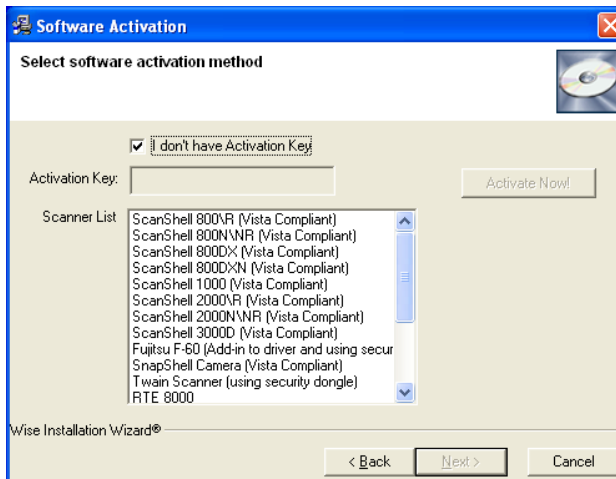 Software Activation
Select software activation method
I don't have Activation Key
Activation Key:
Activate Now!
Scanner List
ScanShell 800\R (Vista Compliant)
ScanShell 800N\NR (Vista Compliant)
ScanShell 800DX (Vista Compliant)
ScanShell 800DXN (Vista Compliant)
ScanShell 1000 (Vista Compliant)
ScanShell 2000\R (Vista Compliant)
ScanShell 2000N\NR (Vista Compliant)
ScanShell 3000D (Vista Compliant)
Fujitsu F-60 (Add-in to driver and using secur
SnapShell Camera (Vista Compliant)
Twain Scanner (using security dongle)
RTE 8000
Wise Installation Wizard®
< Back
Next >
Cancel